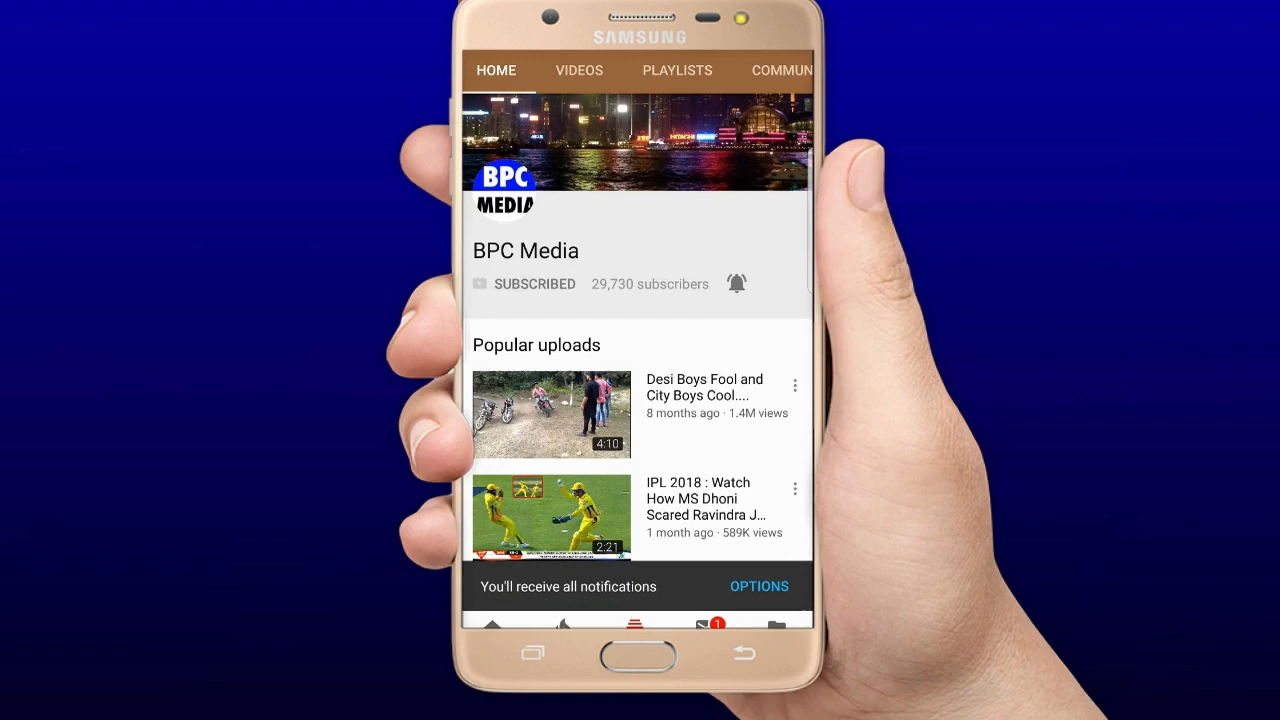 SAMSUNG
HOME VIDEOS PLAYLISTS COMMUN
HITACHI
BPC
MEDIA
BPC Media
SUBSCRIBED 29,730 subscribers
Popular uploads
Desi Boys Fool and
City Boys Cool....
8 months ago · 1.4M views
4:10
IPL 2018 : Watch
How MS Dhoni
Scared Ravindra J...
1 month ago · 589K views
2:21
You'll receive all notifications OPTIONS
1